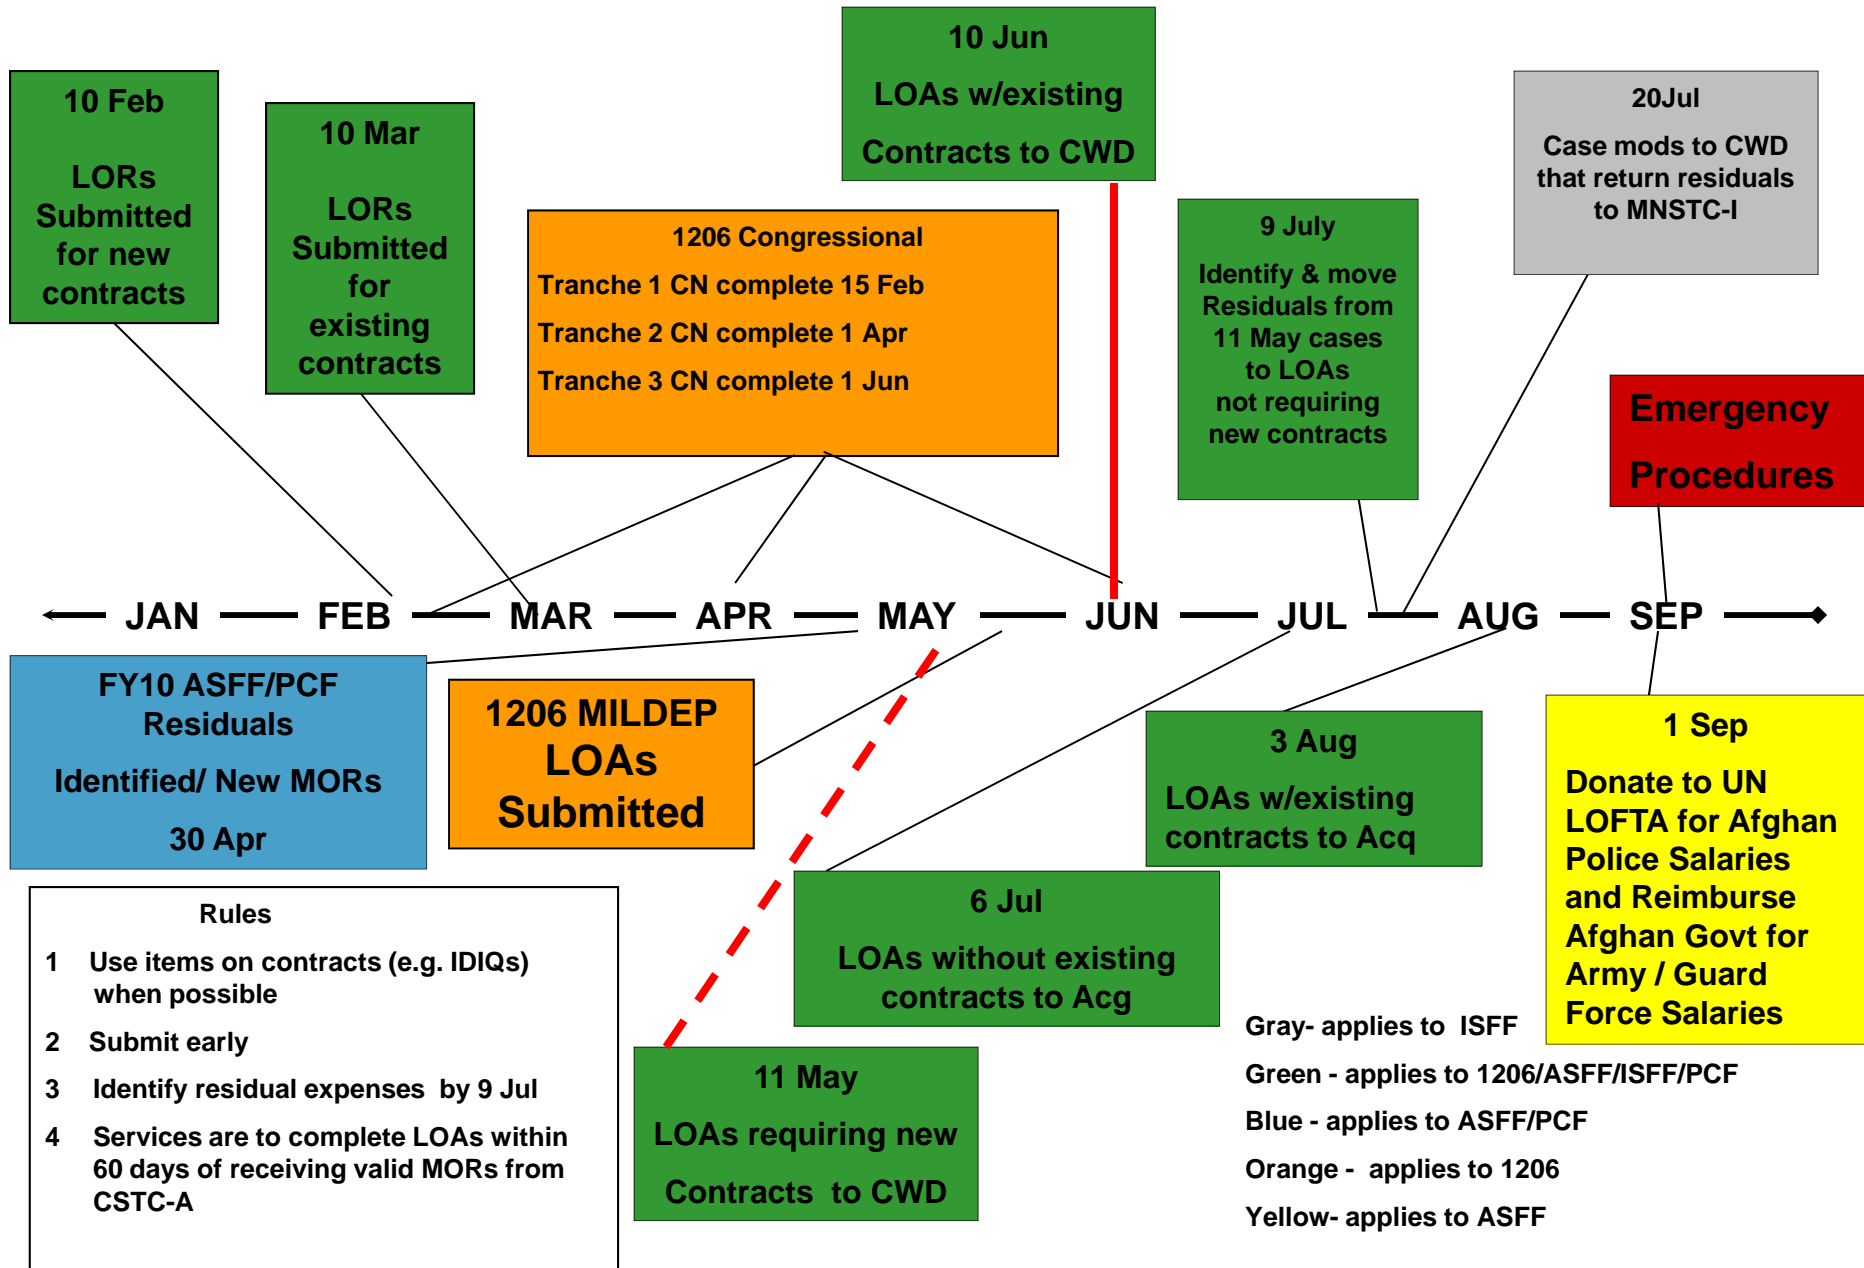 10 Feb
LORs
Submitted
for new
contracts
10 Mar
LORs
Submitted
for
existing
contracts
1206 Congressional
Tranche 1 CN complete 15 Feb
Tranche 2 CN complete 1 Apr
Tranche 3 CN complete 1 Jun
10 Jun
LOAs w/existing
Contracts to CWD
9 July
Identify & move
Residuals from
11 May cases
to LOAs
not requiring
new contracts
20Jul
Case mods to CWD
that return residuals
to MNSTC-I
Emergency
Procedures
JAN FEB MAR APR MAY JUN JUL AUG SEP
FY10 ASFF/PCF
Residuals
Identified/ New MORs
30 Apr
1206 MILDEP
LOAs
Submitted
11 May
LOAs requiring new
Contracts to CWD
6 Jul
LOAs without existing
contracts to Acg
3 Aug
LOAs w/existing
contracts to Acq
1 Sep
Donate to UN
LOFTA for Afghan
Police Salaries
and Reimburse
Afghan Govt for
Army / Guard
Force Salaries
Rules
1 Use items on contracts (e.g. IDIQs)
when possible
2 Submit early
3 Identify residual expenses by 9 Jul
4 Services are to complete LOAs within
60 days of receiving valid MORs from
CSTC-A
Gray- applies to ISFF
Green - applies to 1206/ASFF/ISFF/PCF
Blue - applies to ASFF/PCF
Orange - applies to 1206
Yellow- applies to ASFF